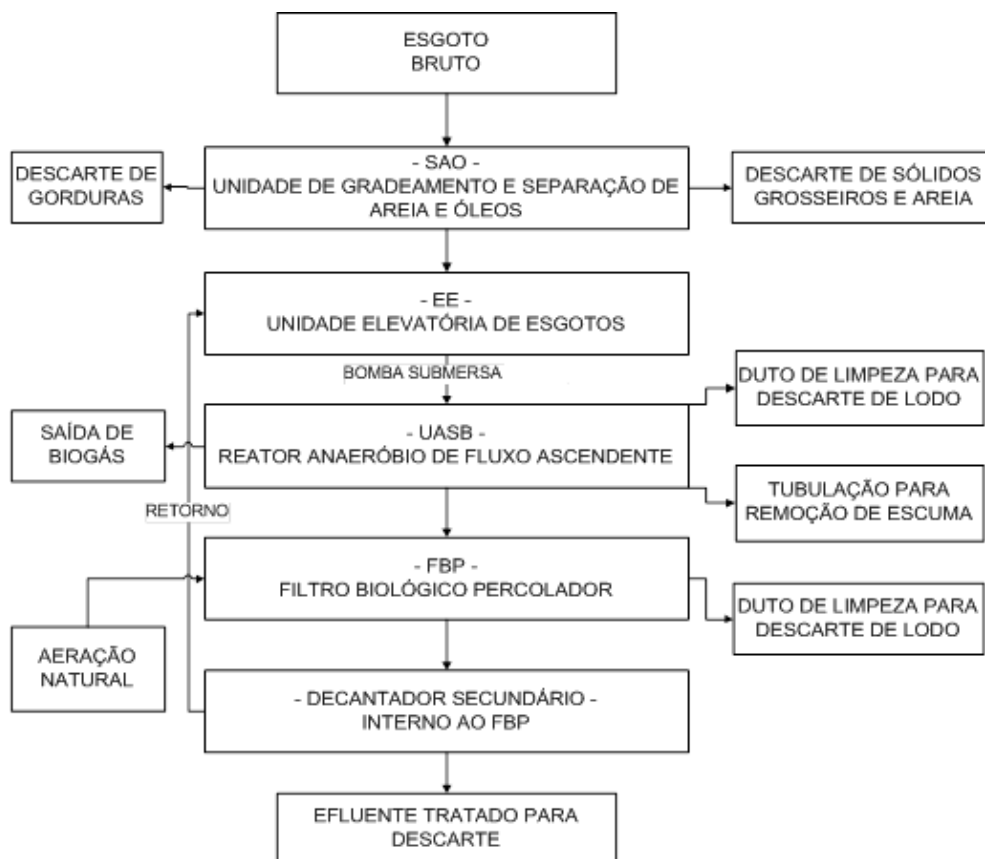 ESGOTO
BRUTO
DESCARTE DE
GORDURAS
- SAO -
UNIDADE DE GRADEAMENTO E SEPARAÇÃO DE
AREIA E ÓLEOS
DESCARTE DE SÓLIDOS
GROSSEIROS E AREIA
- EE -
UNIDADE ELEVATÓRIA DE ESGOTOS
BOMBA SUBMERSA
DUTO DE LIMPEZA PARA
DESCARTE DE LODO
SAÍDA DE
BIOGÁS
- UASB -
REATOR ANAERÓBIO DE FLUXO ASCENDENTE
TUBULAÇÃO PARA
REMOÇÃO DE ESCUMA
RETORNO
- FBP -
FILTRO BIOLÓGICO PERCOLADOR
DUTO DE LIMPEZA PARA
DESCARTE DE LODO
AERAÇÃO
NATURAL
- DECANTADOR SECUNDÁRIO -
INTERNO AO FBP
EFLUENTE TRATADO PARA
DESCARTE